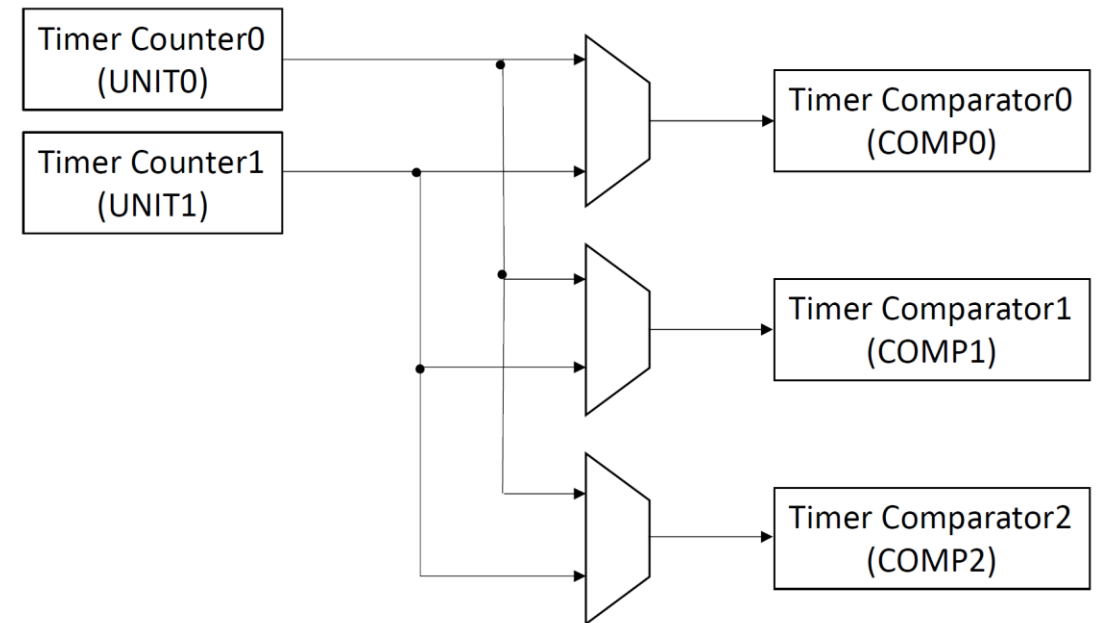 Timer Counter0
(UNIT0)
Timer Counter1
(UNIT1)
Timer Comparator0
(COMP0)
Timer Comparator1
(COMP1)
Timer Comparator2
(COMP2)